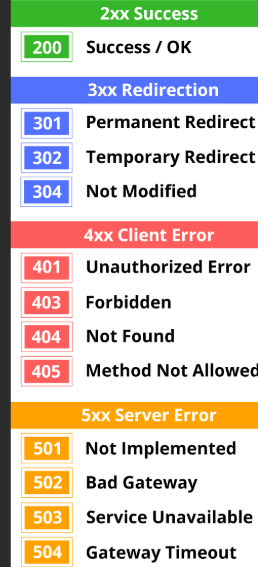 2xx Success
200 Success / OK
3xx Redirection
301 Permanent Redirect
302 Temporary Redirect
304 Not Modified
4xx Client Error
401 Unauthorized Error
403 Forbidden
404 Not Found
405 Method Not Allowed
5xx Server Error
501 Not Implemented
502 Bad Gateway
503 Service Unavailable
504 Gateway Timeout